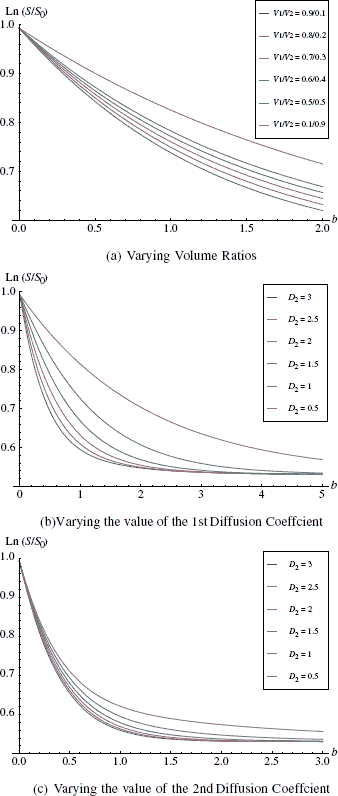 Ln (S/S0)
1.0
V1/V2 = 0.9/0.1
V1/V2 = 0.8/0.2
0.9
V1/V2 = 0.7/0.3
V1/V2 = 0.6/0.4
V1/V2 = 0.5/0.5
0.8
V1/V2 = 0.1/0.9
0.7
b
0.0 0.5 1.0 1.5 2.0
(a) Varying Volume Ratios
Ln (S/S0)
1.0
D2 = 3
D2 = 2.5
0.9
D2 = 2
0.8
D2 = 1.5
D2 = 1
0.7
D2 = 0.5
0.6
b
0 1 2 3 4 5
(b)Varying the value of the 1st Diffusion Coeffcient
Ln (S/S0)
1.0
D2 = 3
D2 = 2.5
0.9
D2 = 2
0.8
D2 = 1.5
D2 = 1
0.7
D2 = 0.5
0.6
b
0.0 0.5 1.0 1.5 2.0 2.5 3.0
(c) Varying the value of the 2nd Diffusion Coeffcient